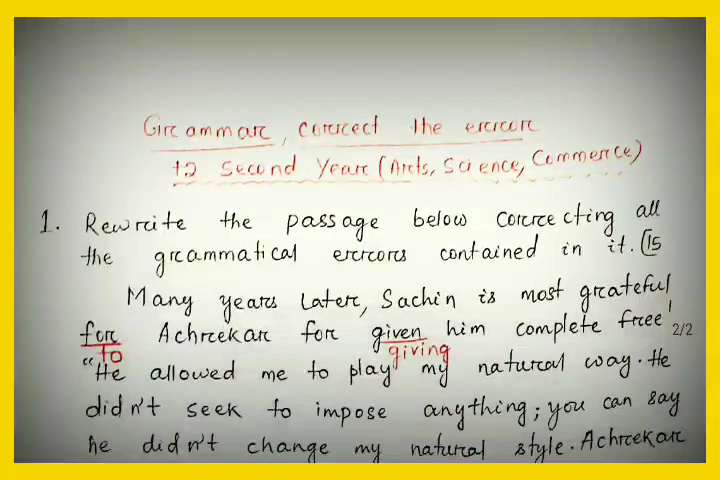 Grammar, correct the error
+2 Second Year (Arts, Science, Commerce)
1. Rewrite the passage below correcting all
the grammatical errors contained in it. [15
Many years later, Sachin is most grateful
for Achrekar for given him complete free 2/2
to giving
"He allowed me to play my natural way. He
didn't seek to impose anything; you can say
he didn't change my natural style. Achrekar